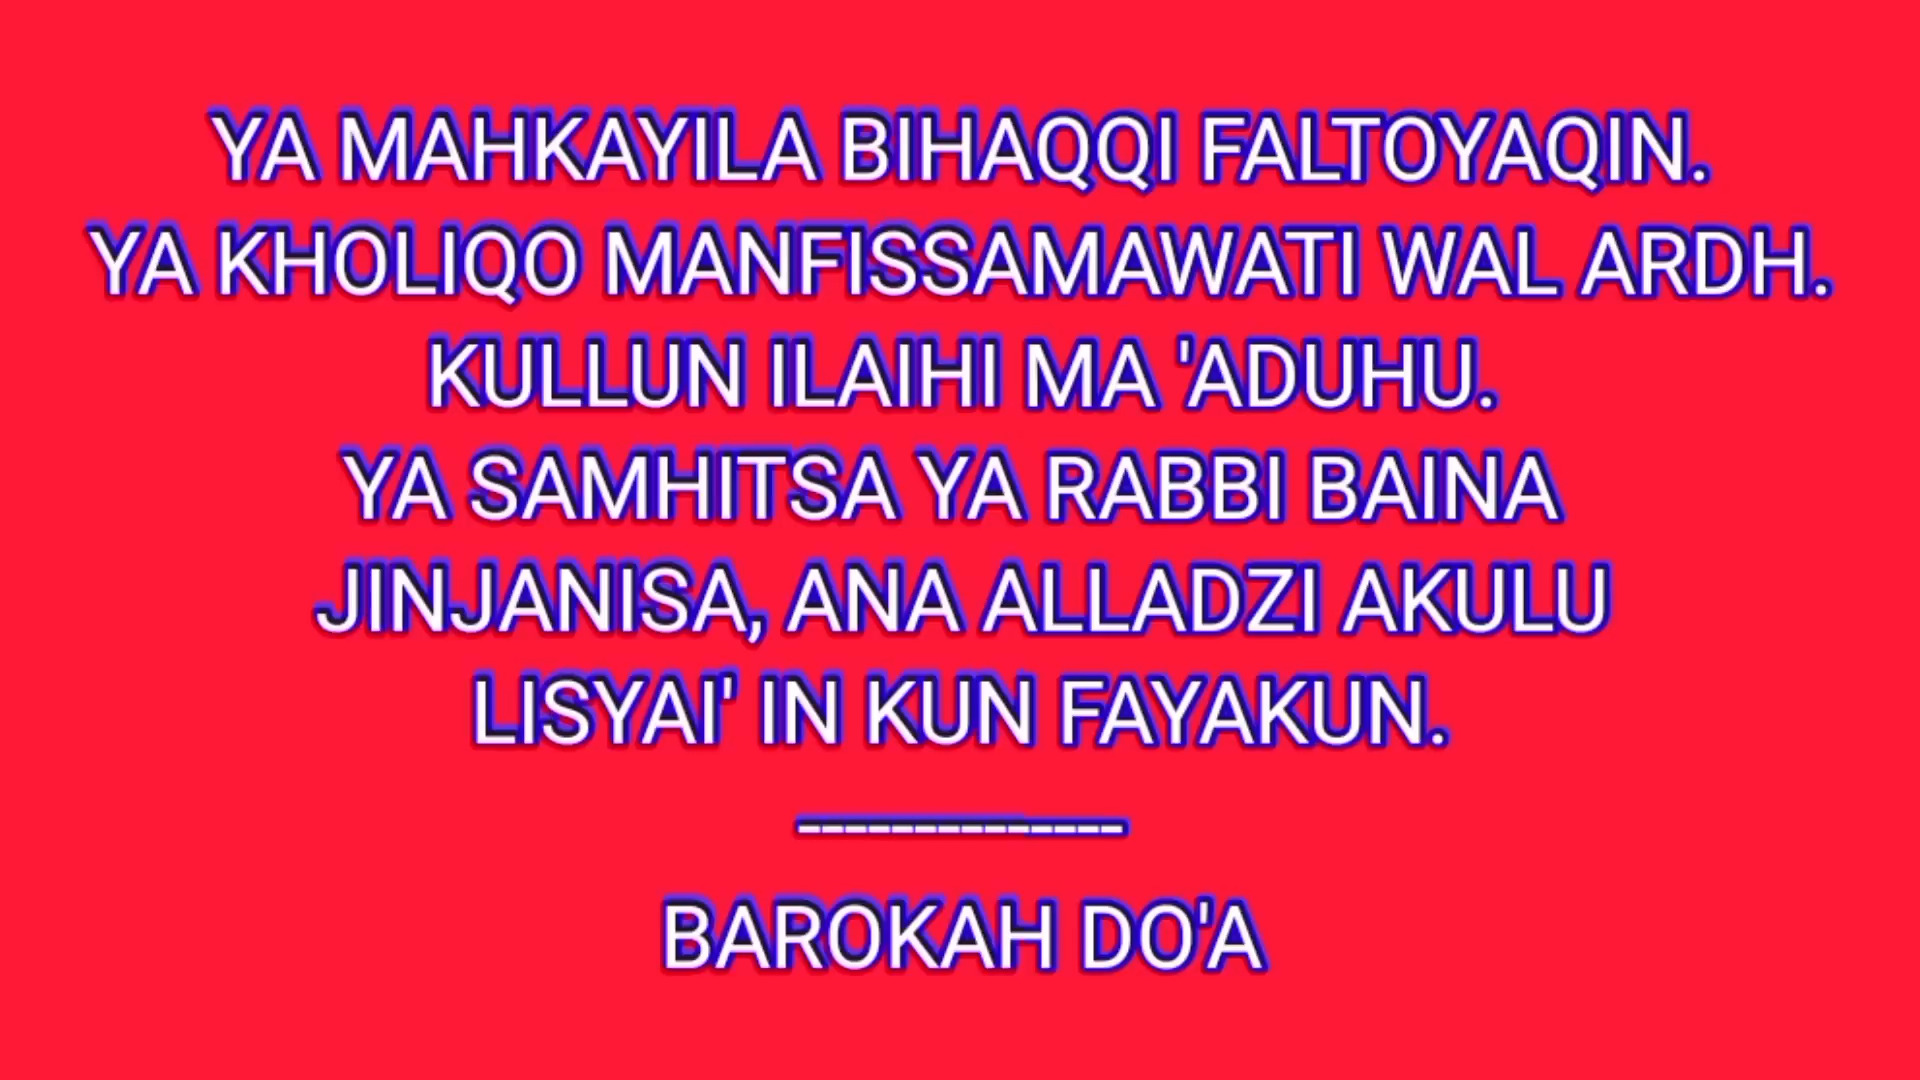 YA MAHKAYILA BIHAQQI FALTOYAQIN.
YA KHOLIQO MANFISSAMAWATI WAL ARDH.
KULLUN ILAIHI MA 'ADUHU.
YA SAMHITSA YA RABBI BAINA
JINJANISA, ANA ALLADZI AKULU
LISYAI' IN KUN FAYAKUN.
--------------
BAROKAH DO'A